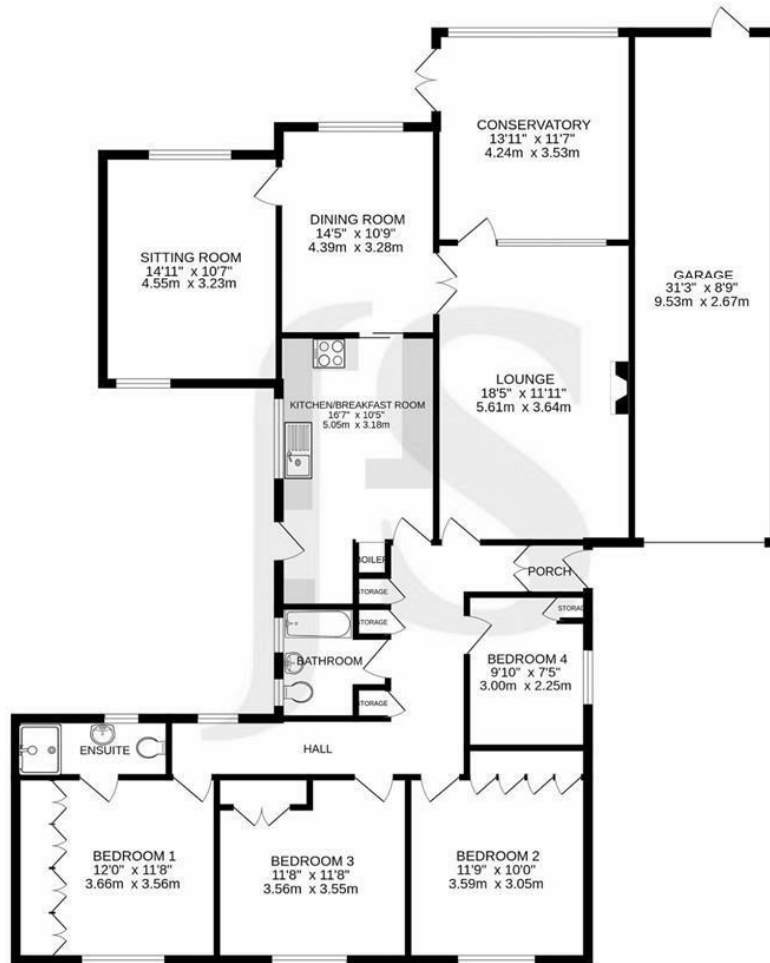 CONSERVATORY
13'11" x 11'7"
4.24m x 3.53m
DINING ROOM
14'5" x 10'9"
4.39m x 3.28m
SITTING ROOM
14'11" x 10'7"
4.55m x 3.23m
GARAGE
31'3" x 8'9"
9.53m x 2.67m
LOUNGE
18'5" x 11'11"
5.61m x 3.64m
KITCHEN/BREAKFAST ROOM
16'7" x 10'5"
5.05m x 3.18m
BOILER
STORAGE
PORCH
STORAGE
STORAGE
BATHROOM
BEDROOM 4
9'10" x 7'5"
3.00m x 2.25m
STORAGE
ENSUITE
HALL
BEDROOM 1
12'0" x 11'8"
3.66m x 3.56m
BEDROOM 3
11'8" x 11'8"
3.56m x 3.55m
BEDROOM 2
11'9" x 10'0"
3.59m x 3.05m
JS